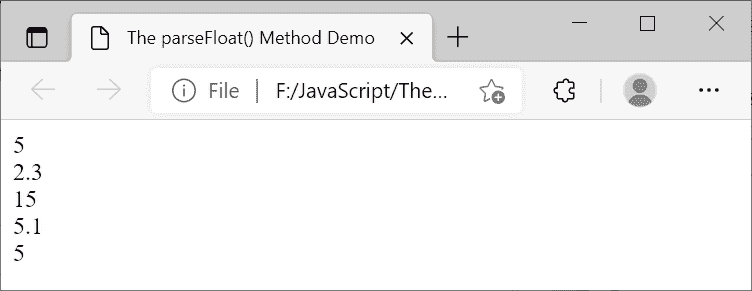 The parseFloat() Method Demo
File | F:/JavaScript/The...
5
2.3
15
5.1
5